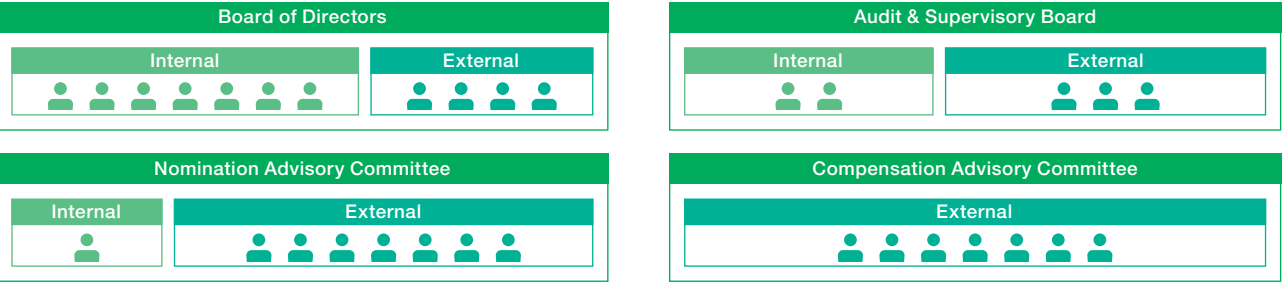 Board of Directors
Internal
External
Audit & Supervisory Board
Internal
External
Nomination Advisory Committee
Internal
External
Compensation Advisory Committee
External